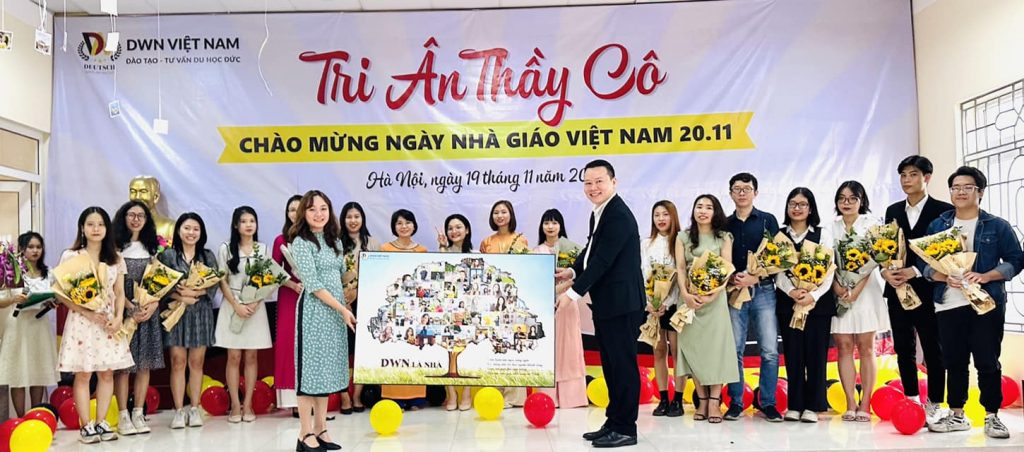 DEUTSCH
DWN VIỆT NAM
ĐÀO TẠO - TƯ VẤN DU HỌC ĐỨC
Tri Ân Thầy Cô
CHÀO MỪNG NGÀY NHÀ GIÁO VIỆT NAM 20.11
Hà Nội, ngày 19 tháng 11 năm 20
DWN LÀ NHÀ